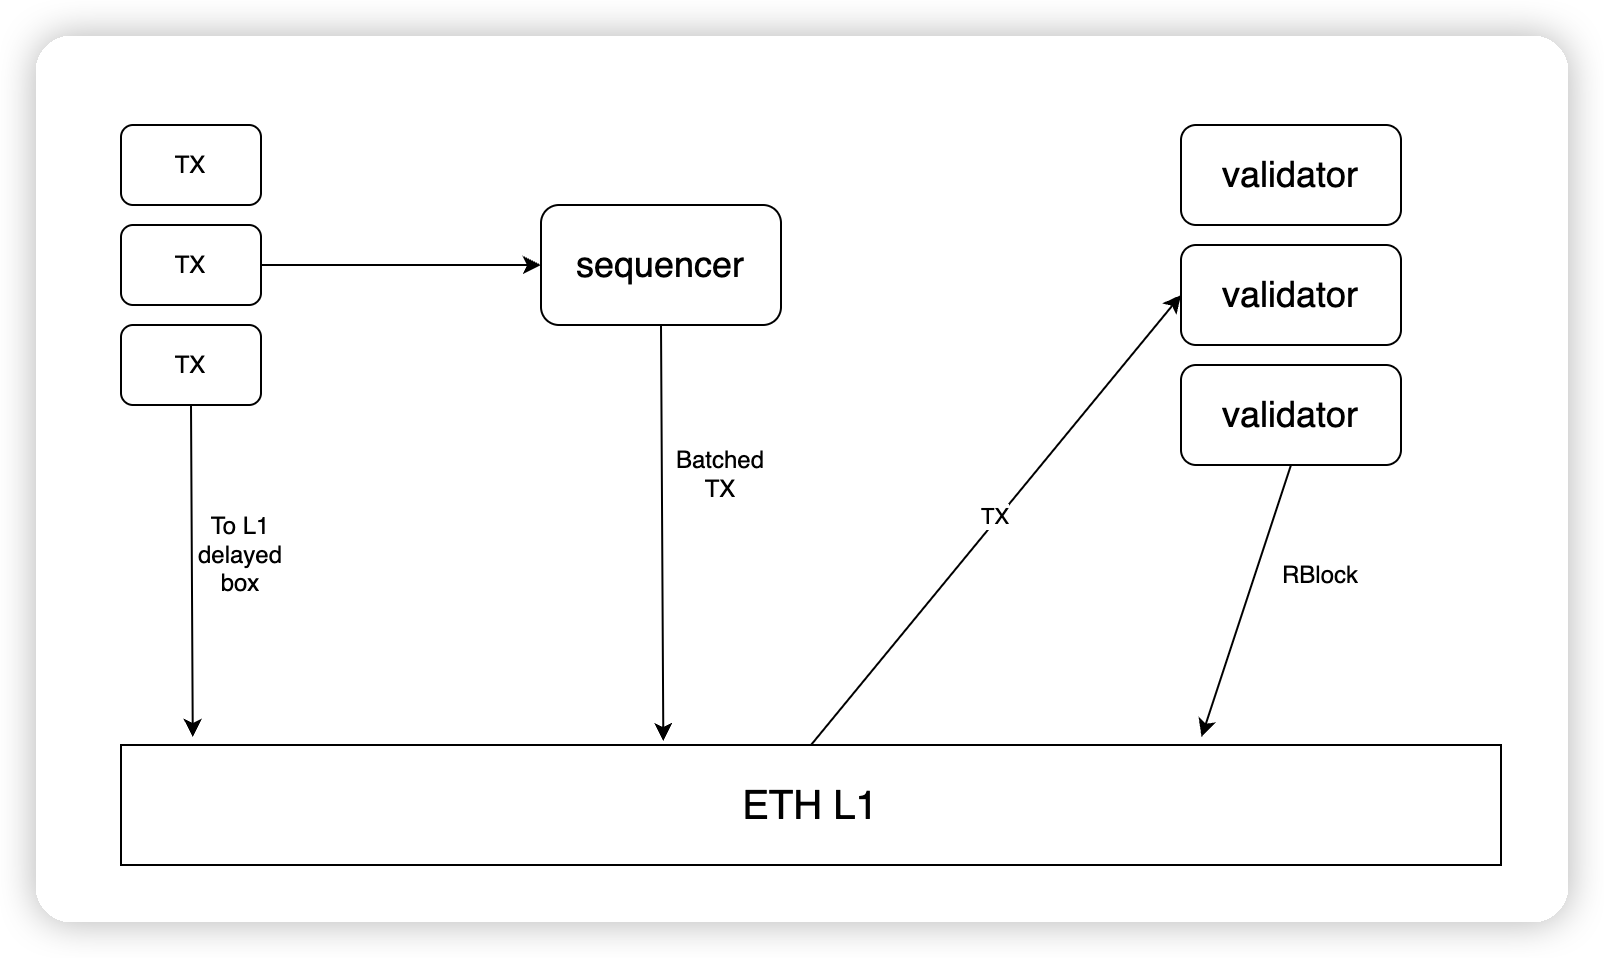 TX
TX
TX
sequencer
validator
validator
validator
To L1
delayed
box
Batched
TX
TX
RBlock
ETH L1